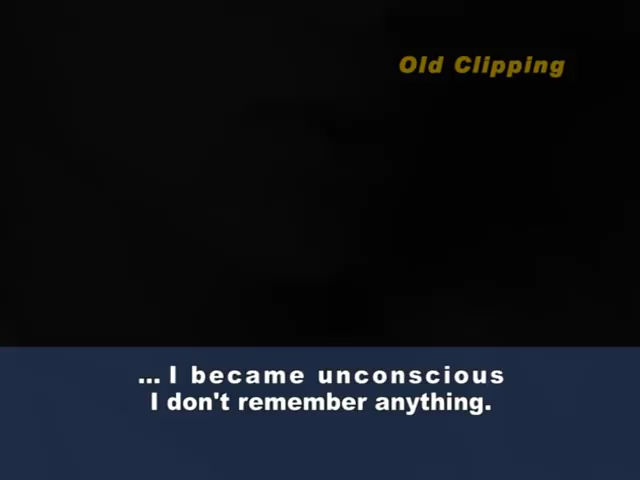 Old Clipping
... I became unconscious
I don't remember anything.